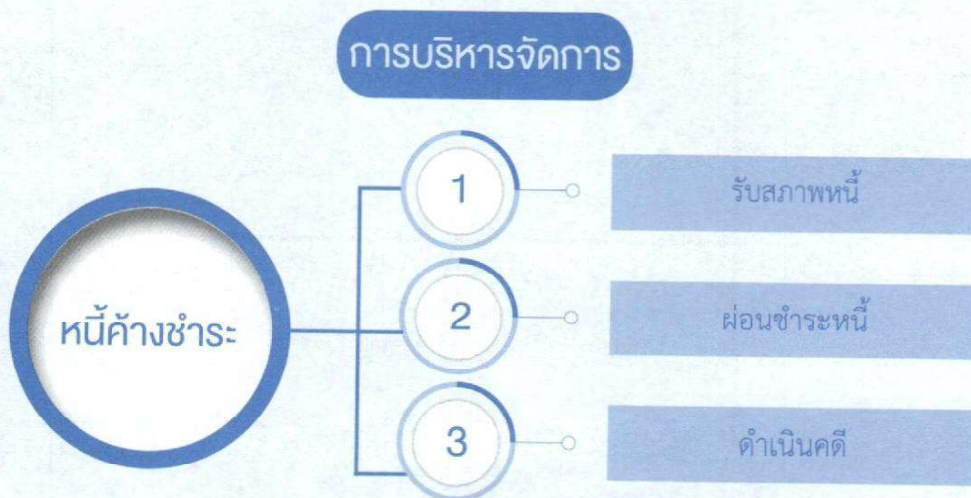 การบริหารจัดการ
หนี้ค้างชำระ
1
รับสภาพหนี้
2
ผ่อนชำระหนี้
3
ดำเนินคดี